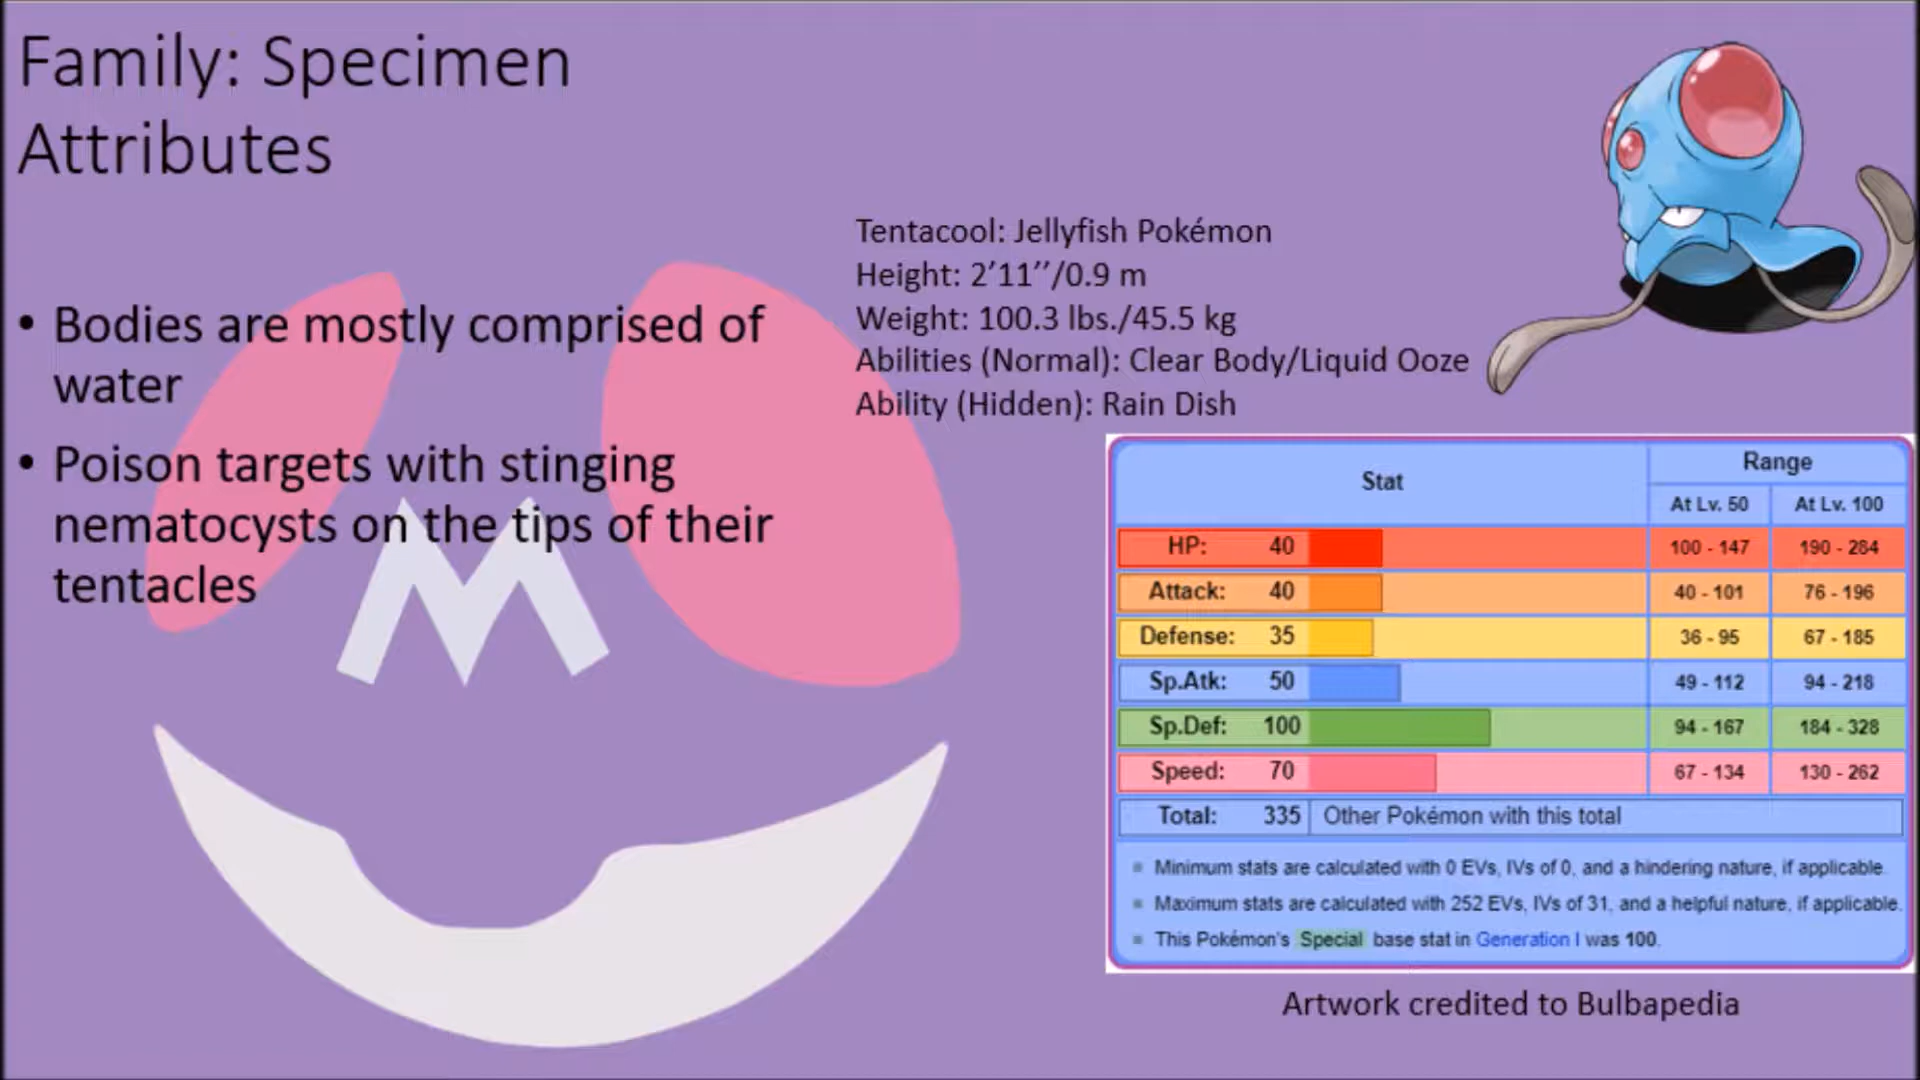 Family: Specimen
Attributes
• Bodies are mostly comprised of
water
• Poison targets with stinging
nematocysts on the tips of their
tentacles
M
Tentacool: Jellyfish Pokémon
Height: 2’11’’/0.9 m
Weight: 100.3 lbs./45.5 kg
Abilities (Normal): Clear Body/Liquid Ooze
Ability (Hidden): Rain Dish
Stat Range
At Lv. 50 At Lv. 100
HP: 40 100 - 147 190 - 284
Attack: 40 40 - 101 76 - 196
Defense: 35 36 - 95 67 - 185
Sp.Atk: 50 49 - 112 94 - 218
Sp.Def: 100 94 - 167 184 - 328
Speed: 70 67 - 134 130 - 262
Total: 335 Other Pokémon with this total
Minimum stats are calculated with 0 EVs, IVs of 0, and a hindering nature, if applicable.
Maximum stats are calculated with 252 EVs, IVs of 31, and a helpful nature, if applicable.
This Pokémon's Special base stat in Generation I was 100.
Artwork credited to Bulbapedia